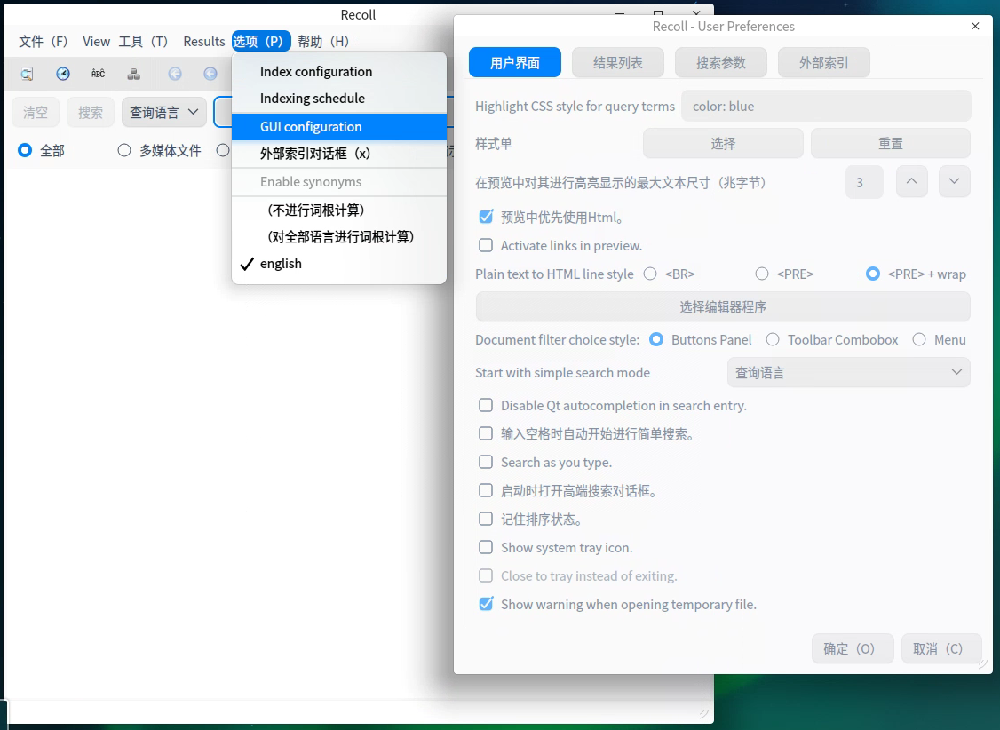 Recoll
文件（F） View 工具（T） Results 选项（P） 帮助（H）
ABC
清空 搜索 查询语言
全部 多媒体文件
Index configuration
Indexing schedule
GUI configuration
外部索引对话框（x）
Enable synonyms
（不进行词根计算）
（对全部语言进行词根计算）
english
Recoll - User Preferences
用户界面 结果列表 搜索参数 外部索引
Highlight CSS style for query terms color: blue
样式单 选择 重置
在预览中对其进行高亮显示的最大文本尺寸（兆字节） 3
预览中优先使用Html。
Activate links in preview.
Plain text to HTML line style <BR> <PRE> <PRE> + wrap
选择编辑器程序
Document filter choice style: Buttons Panel Toolbar Combobox Menu
Start with simple search mode 查询语言
Disable Qt autocompletion in search entry.
输入空格时自动开始进行简单搜索。
Search as you type.
启动时打开高端搜索对话框。
记住排序状态。
Show system tray icon.
Close to tray instead of exiting.
Show warning when opening temporary file.
确定（O） 取消（C）